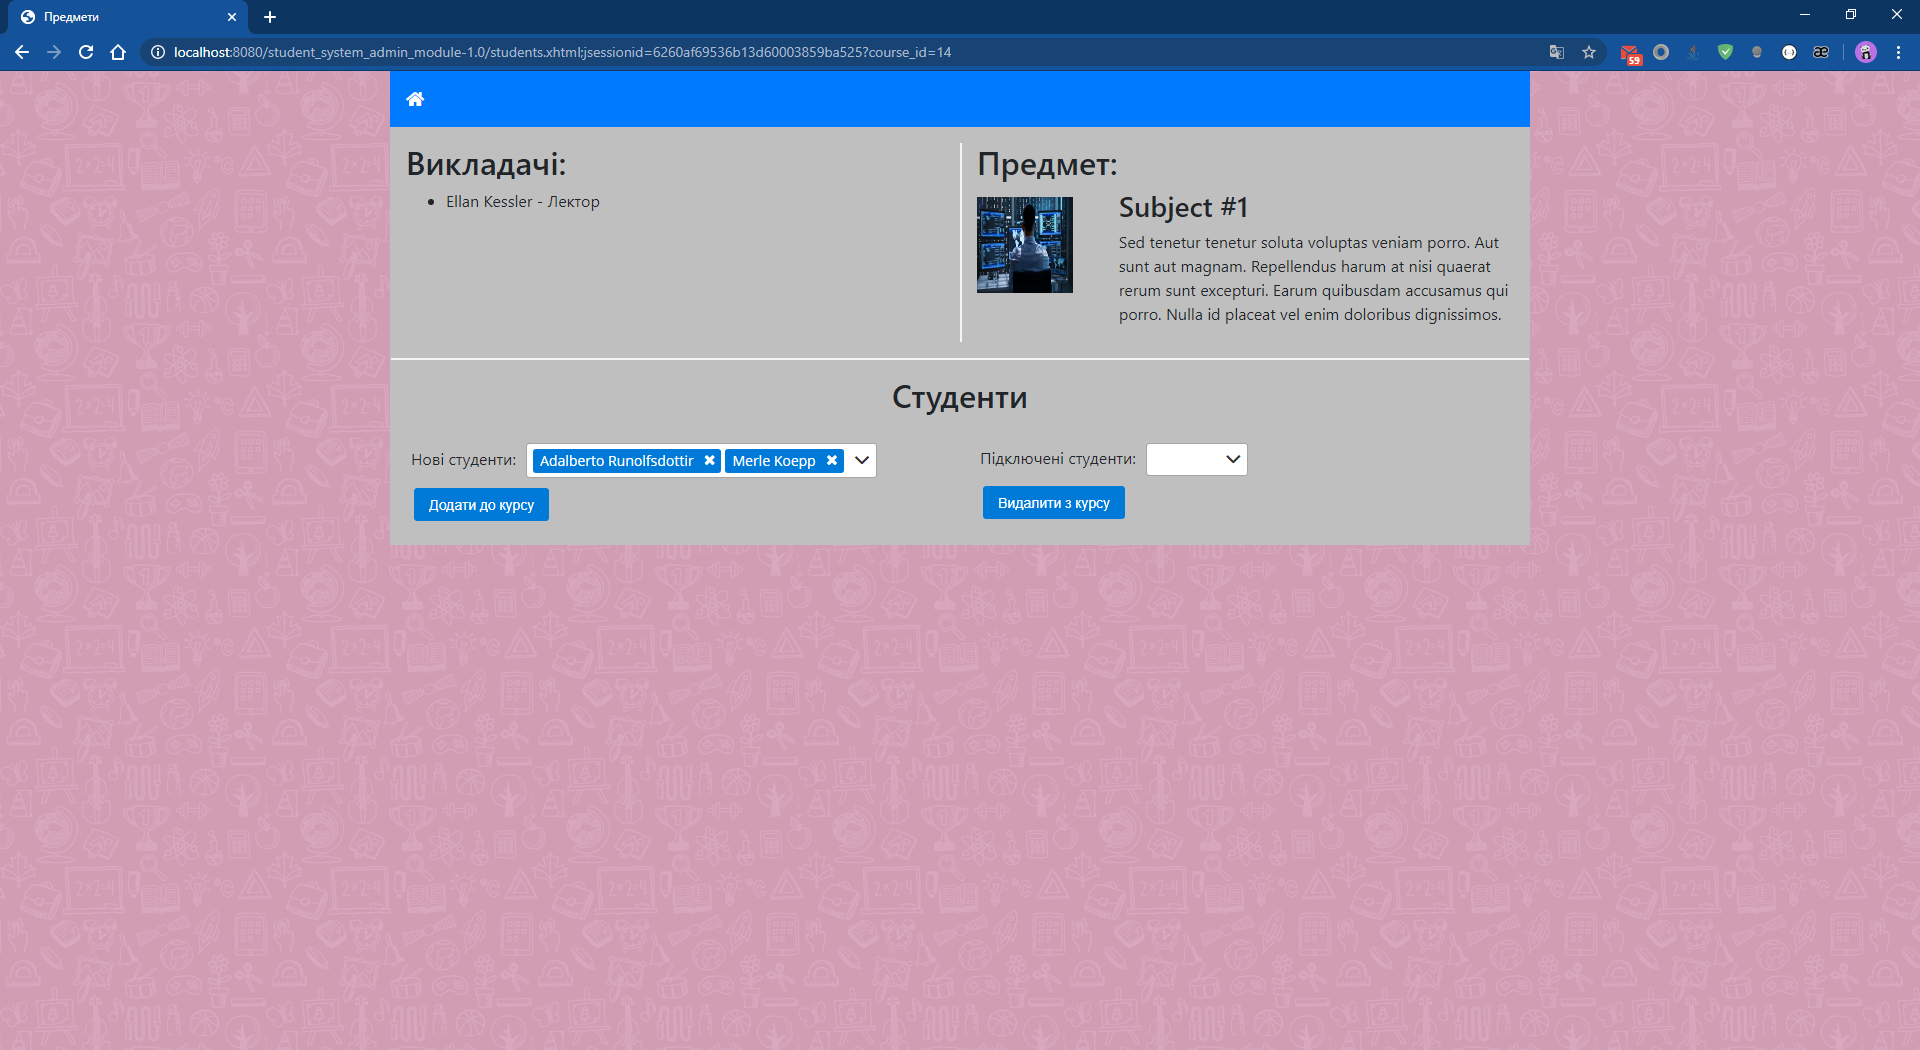 Предмети
localhost:8080/student_system_admin_module-1.0/students.xhtml;jsessionid=6260af69536b13d60003859ba525?course_id=14
59
Викладачі:
Ellan Kessler - Лектор
Предмет:
Subject #1
Sed tenetur tenetur soluta voluptas veniam porro. Aut
sunt aut magnam. Repellendus harum at nisi quaerat
rerum sunt excepturi. Earum quibusdam accusamus qui
porro. Nulla id placeat vel enim doloribus dignissimos.
Студенти
Нові студенти: Adalberto Runolfsdottir Merle Koepp
Додати до курсу
Підключені студенти:
Видалити з курсу